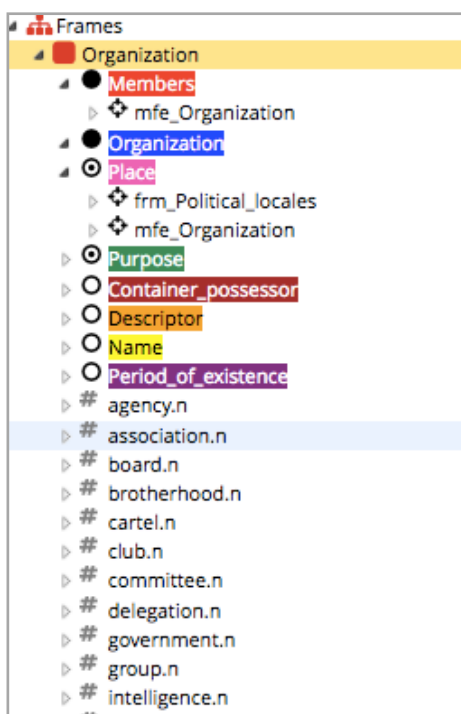 Frames
Organization
Members
mfe_Organization
Organization
Place
frm_Political_locales
mfe_Organization
Purpose
Container_possessor
Descriptor
Name
Period_of_existence
# agency.n
# association.n
# board.n
# brotherhood.n
# cartel.n
# club.n
# committee.n
# delegation.n
# government.n
# group.n
# intelligence.n